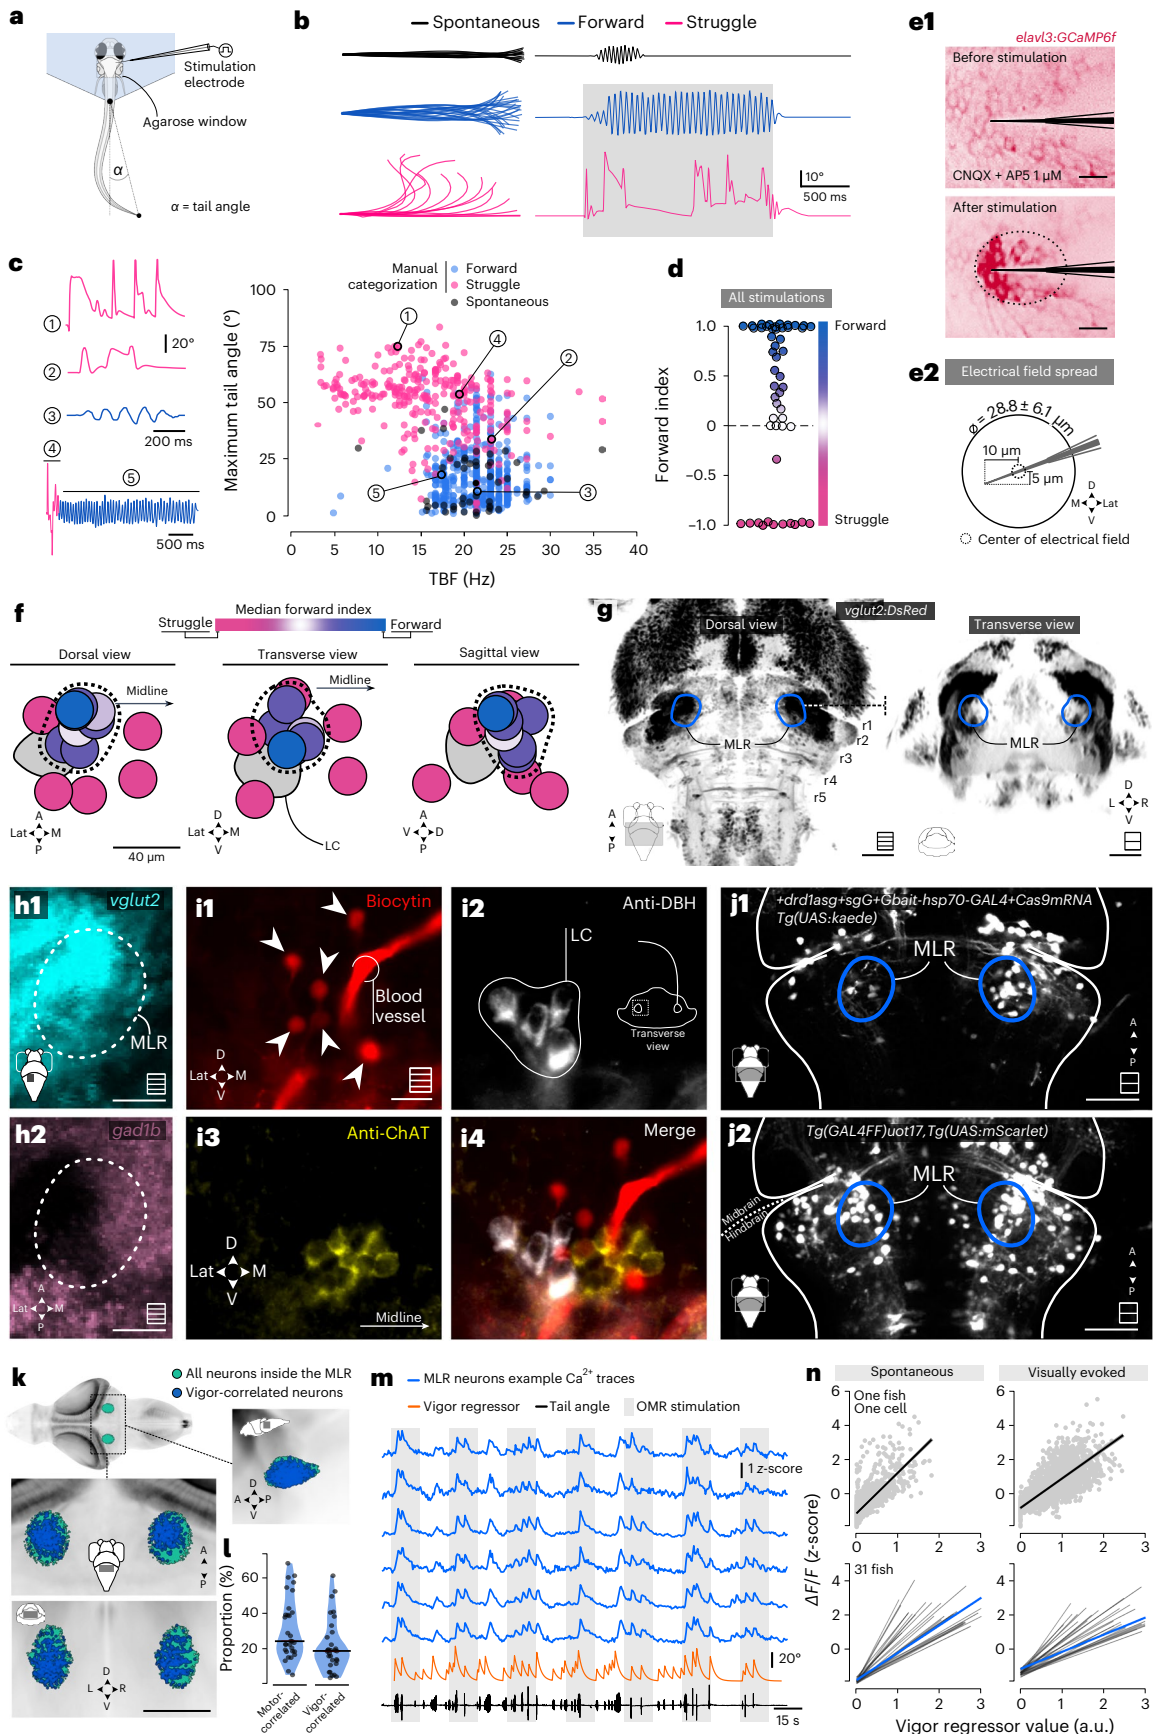 a
Stimulation
electrode
Agarose window
α
α = tail angle
b
Spontaneous
Forward
Struggle
10°
500 ms
e1
elavl3:GCaMP6f
Before stimulation
CNQX + AP5 1 µM
After stimulation
c
1
20°
2
3
200 ms
4
5
500 ms
Manual
categorization
Forward
Struggle
Spontaneous
Maximum tail angle (°)
100
75
50
25
0
1
4
2
5
3
0 5 10 15 20 25 30 35 40
TBF (Hz)
d
All stimulations
Forward index
1.0
0.5
0
–0.5
–1.0
Forward
Struggle
e2
Electrical field spread
ϕ = 28.8 ± 6.1 µm
10 µm
5 µm
D
M Lat
V
Center of electrical field
f
Median forward index
Struggle
Forward
Dorsal view
Transverse view
Sagittal view
Midline
Midline
A
Lat M
P
40 µm
D
Lat M
V
LC
A
V D
P
g
vglut2:DsRed
Dorsal view
Transverse view
MLR
r1
r2
r3
r4
r5
A
P
MLR
D
L R
V
h1
vglut2
MLR
i1
Biocytin
Blood
vessel
D
Lat M
V
i2
Anti-DBH
LC
Transverse
view
j1
+drd1asg+sgG+Gbait-hsp70-GAL4+Cas9mRNA
Tg(UAS:kaede)
MLR
A
P
h2
gad1b
A
Lat M
P
i3
Anti-ChAT
D
Lat M
V
Midline
i4
Merge
j2
Tg(GAL4FF)uot17,Tg(UAS:mScarlet)
MLR
Midbrain
Hindbrain
A
P
k
All neurons inside the MLR
Vigor-correlated neurons
D
A P
V
A
P
D
L R
V
l
Proportion (%)
60
40
20
0
Motor-
correlated
Vigor-
correlated
m
MLR neurons example Ca²⁺ traces
Vigor regressor
Tail angle
OMR stimulation
1 z-score
20°
15 s
n
Spontaneous
Visually evoked
One fish
One cell
6
4
2
0
0 1 2 3
6
4
2
0
0 1 2 3
ΔF/F (z-score)
31 fish
4
2
0
0 1 2 3
4
2
0
0 1 2 3
Vigor regressor value (a.u.)